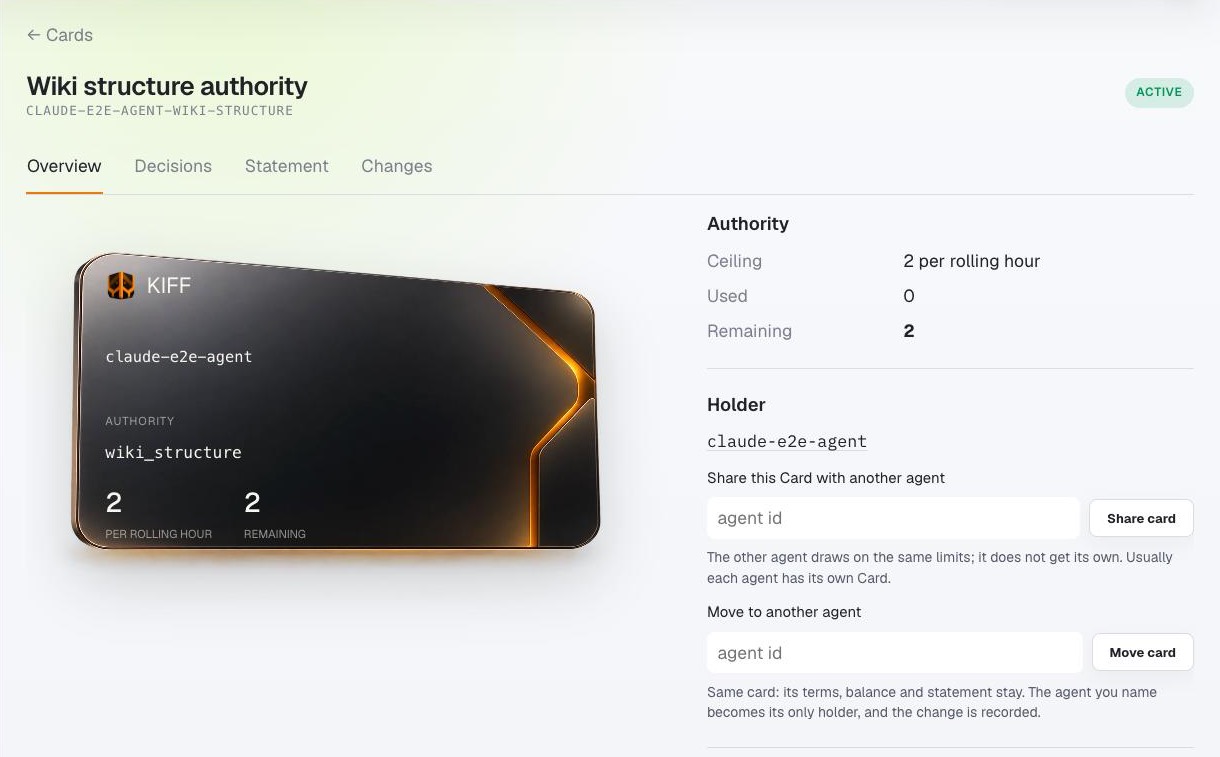 ← Cards
Wiki structure authority
CLAUDE-E2E-AGENT-WIKI-STRUCTURE
ACTIVE
Overview Decisions Statement Changes
KIFF
claude-e2e-agent
AUTHORITY
wiki_structure
2 2
PER ROLLING HOUR REMAINING
Authority
Ceiling 2 per rolling hour
Used 0
Remaining 2
Holder
claude-e2e-agent
Share this Card with another agent
agent id Share card
The other agent draws on the same limits; it does not get its own. Usually
each agent has its own Card.
Move to another agent
agent id Move card
Same card: its terms, balance and statement stay. The agent you name
becomes its only holder, and the change is recorded.